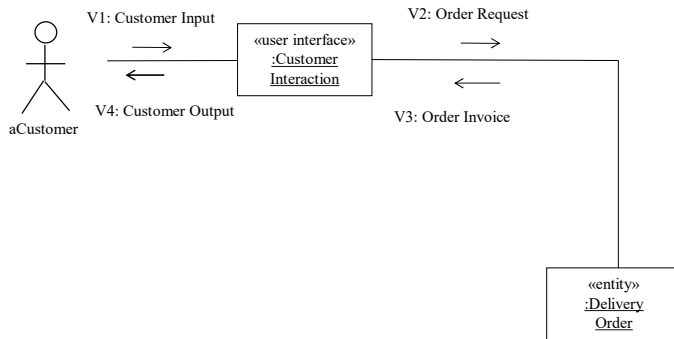 V1: Customer Input
V2: Order Request
«user interface»
:Customer
Interaction
V4: Customer Output
V3: Order Invoice
aCustomer
«entity»
:Delivery
Order